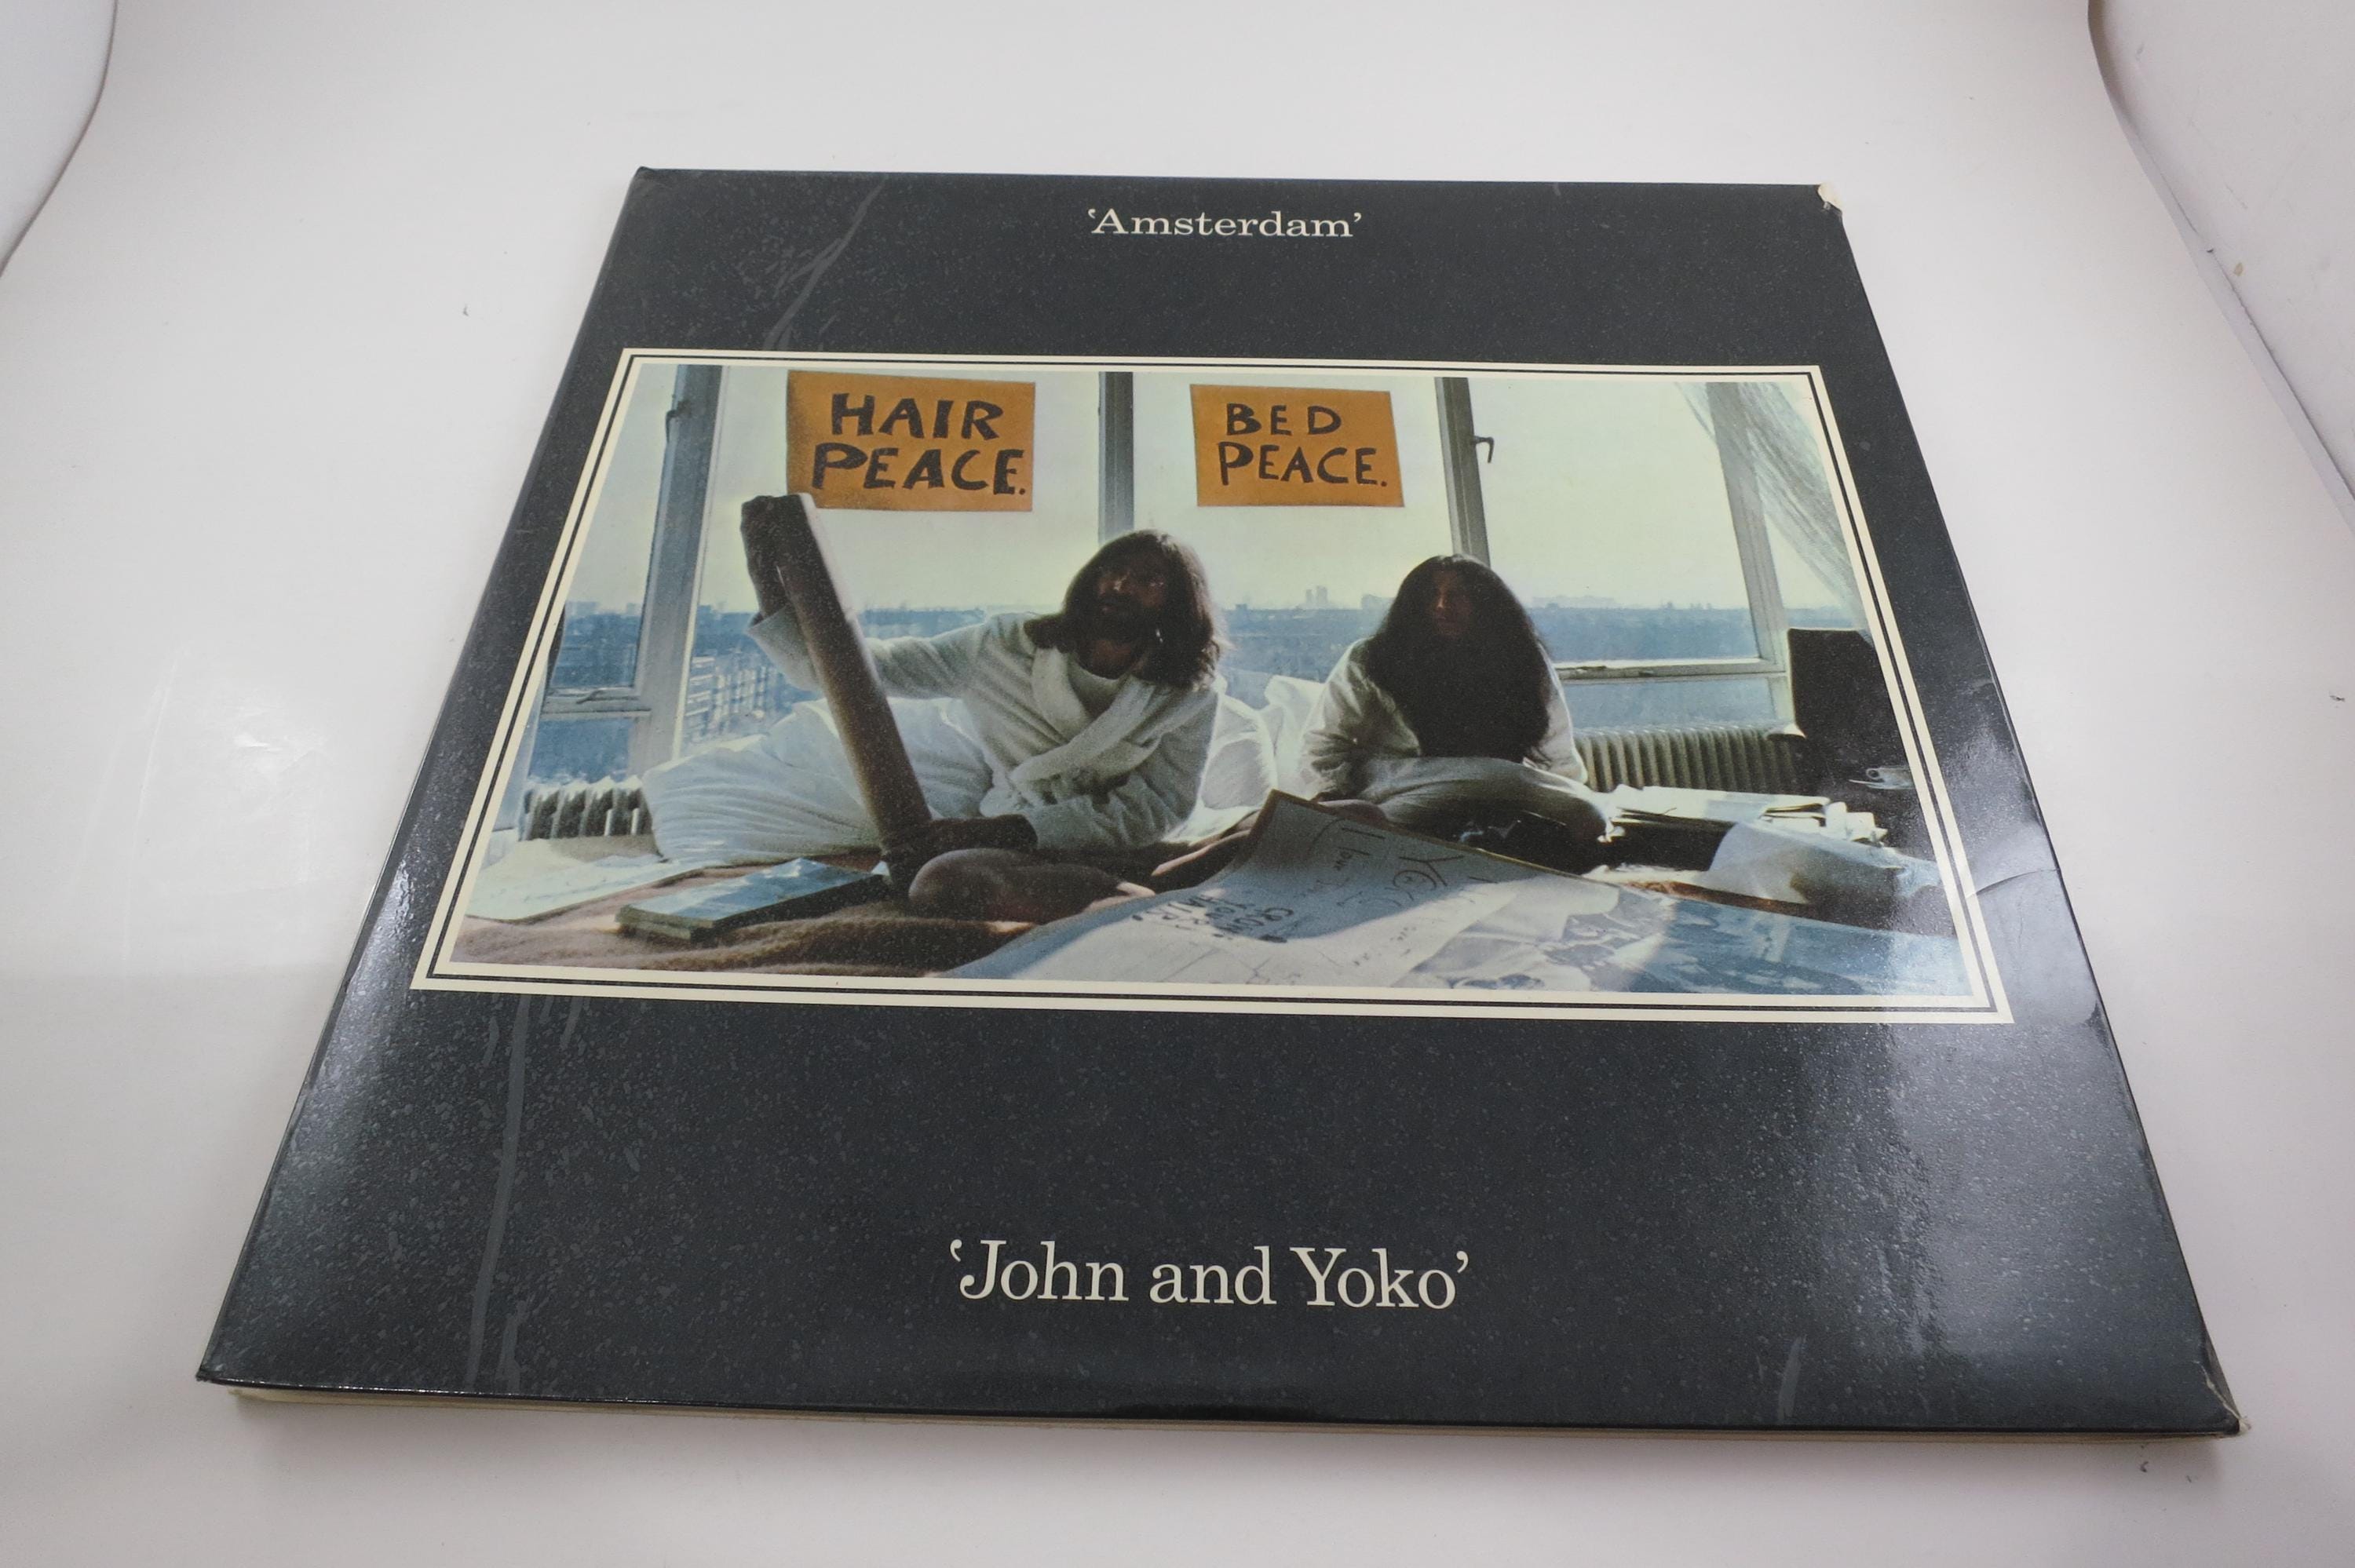 ‘Amsterdam’
HAIR
PEACE.
BED
PEACE.
‘John and Yoko’